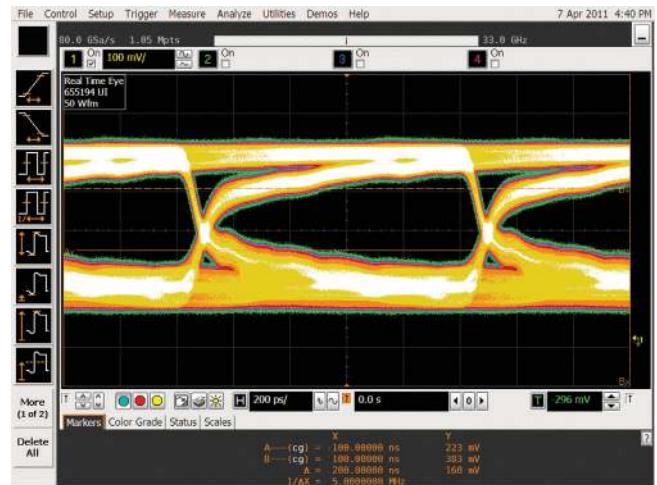 File Control Setup Trigger Measure Analyze Utilities Demos Help 7 Apr 2011 4:40 PM
80.0 GSa/s 1.05 Mpts 33.0 GHz
1 On 100 mV/ 2 On 3 On 4 On
Real Time Eye
655194 UI
50 Wfm
H 200 ps/ T 0.0 s 0 T -296 mV
More
(1 of 2)
Delete
All
Markers Color Grade Status Scales
X Y
A---(cg) = -100.00000 ns 223 mV
B---(cg) = 100.00000 ns 383 mV
Δ = 200.00000 ns 160 mV
1/ΔX = 5.0000000 MHz